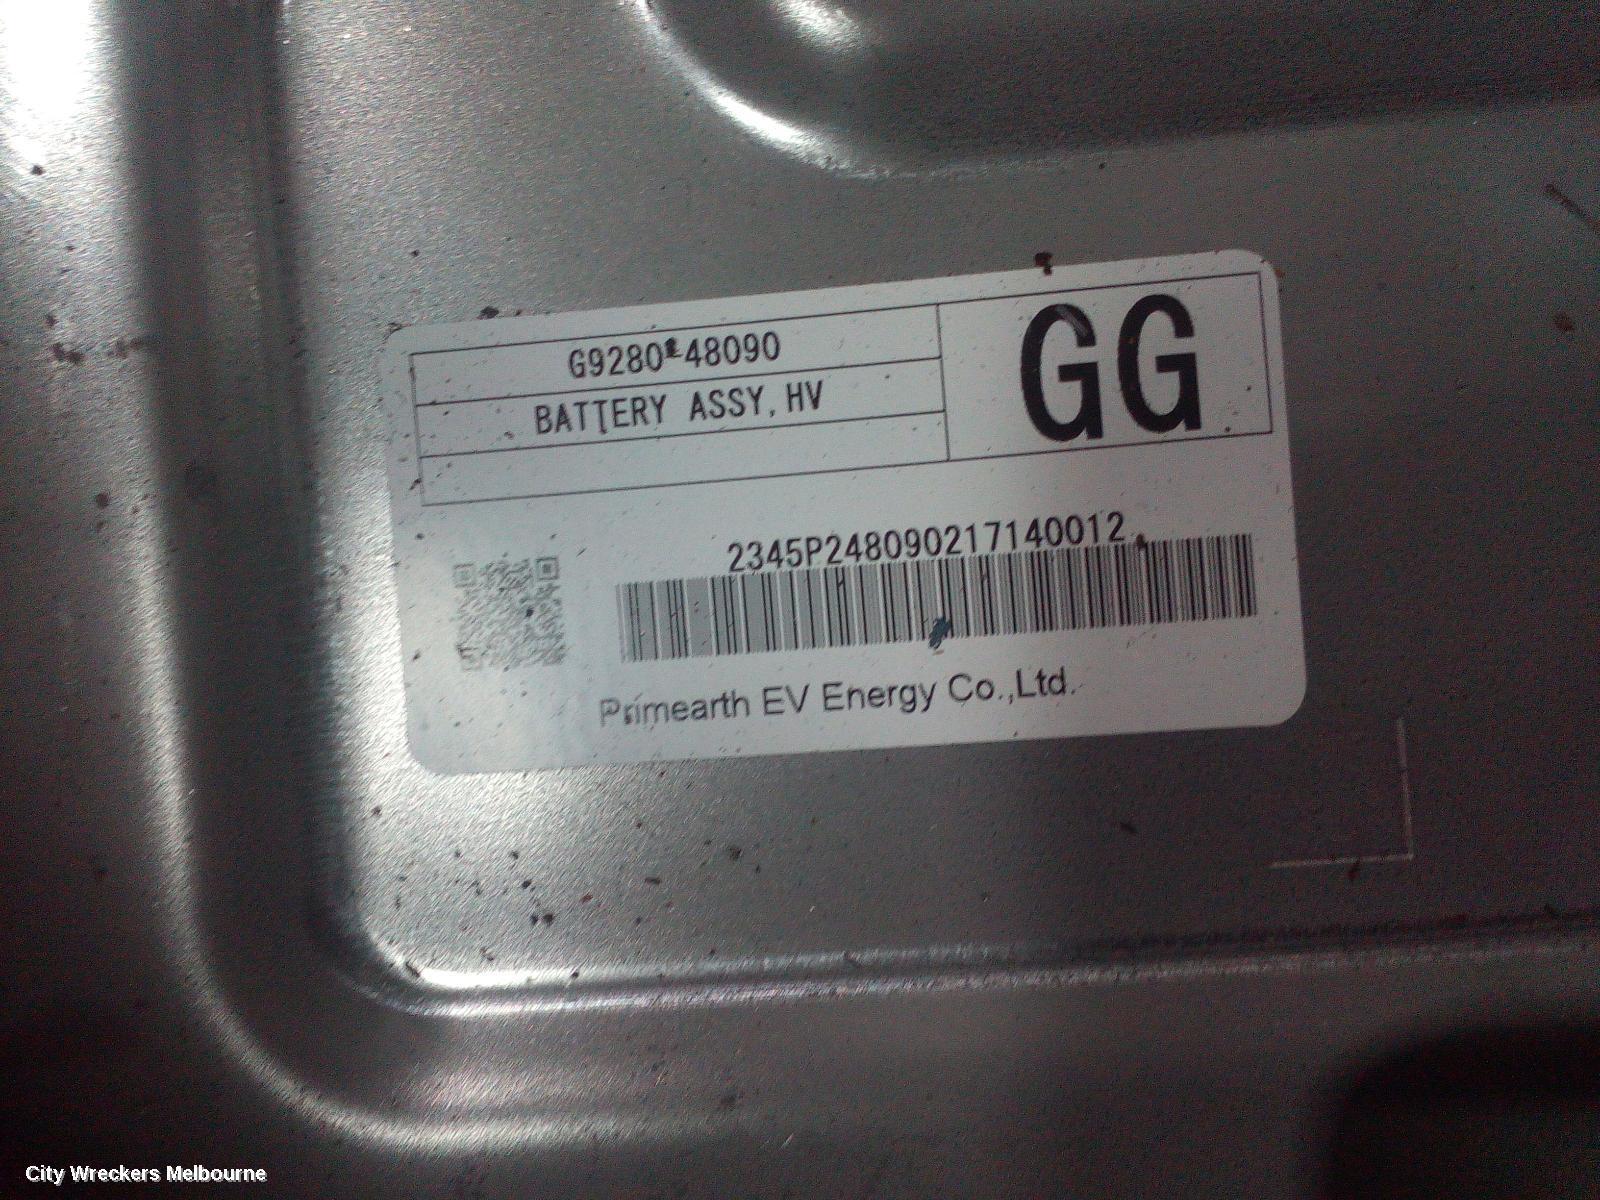 G9280-48090
BATTERY ASSY, HV
GG
2345P248090217140012
Primearth EV Energy Co.,Ltd.
City Wreckers Melbourne